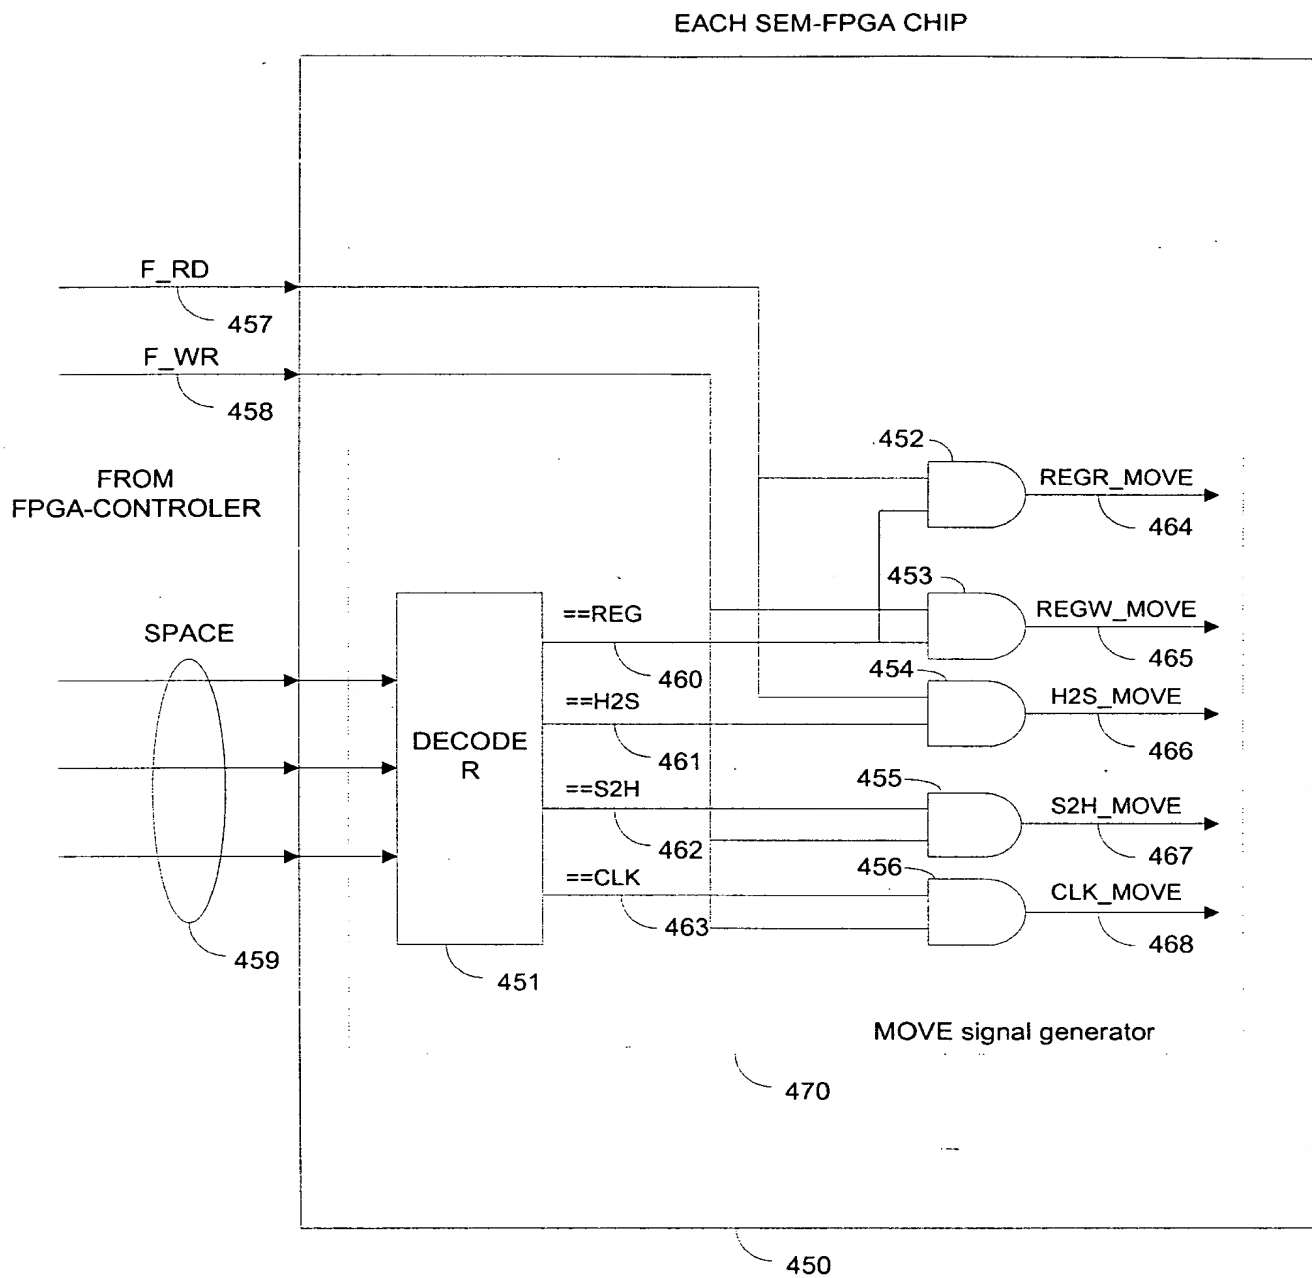 EACH SEM-FPGA CHIP
F_RD
457
F_WR
458
FROM
FPGA-CONTROLER
452
REGR_MOVE
464
453
SPACE
==REG
REGW_MOVE
460
454
465
==H2S
H2S_MOVE
DECODE
R
461
466
455
==S2H
S2H_MOVE
462
456
467
==CLK
CLK_MOVE
463
468
459
451
MOVE signal generator
470
450